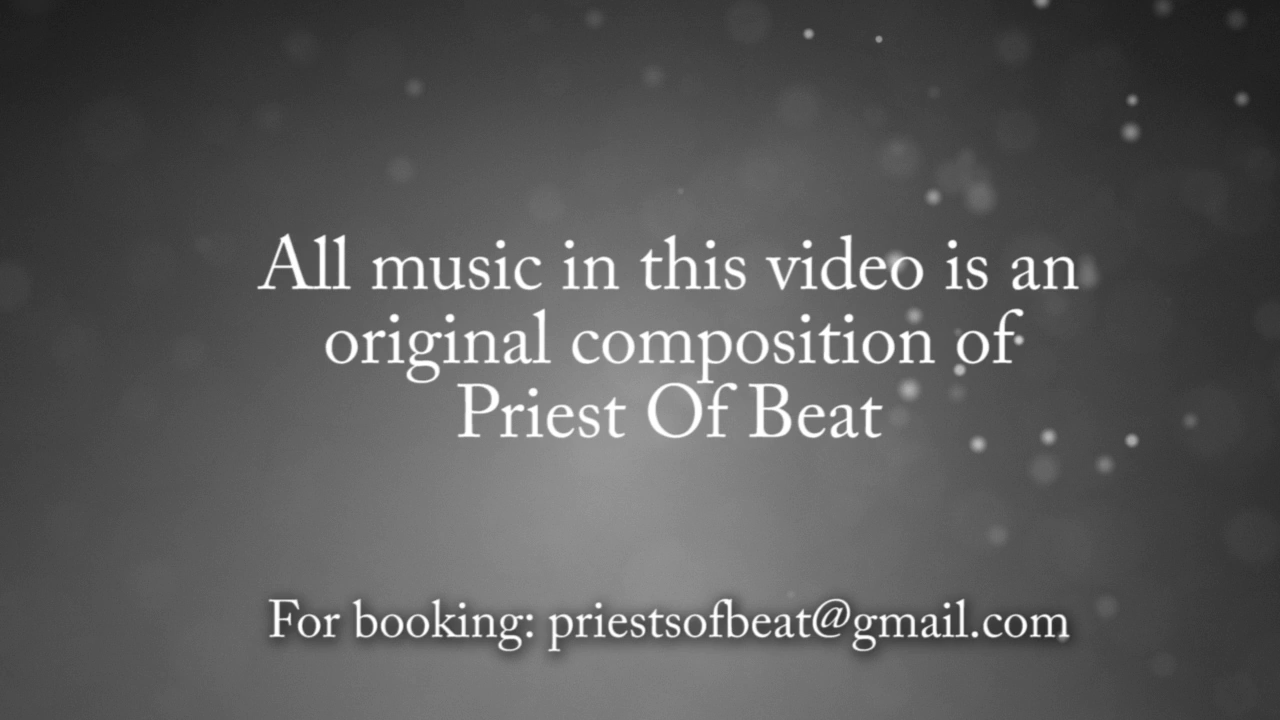 All music in this video is an
original composition of
Priest Of Beat
For booking: priestsofbeat@gmail.com